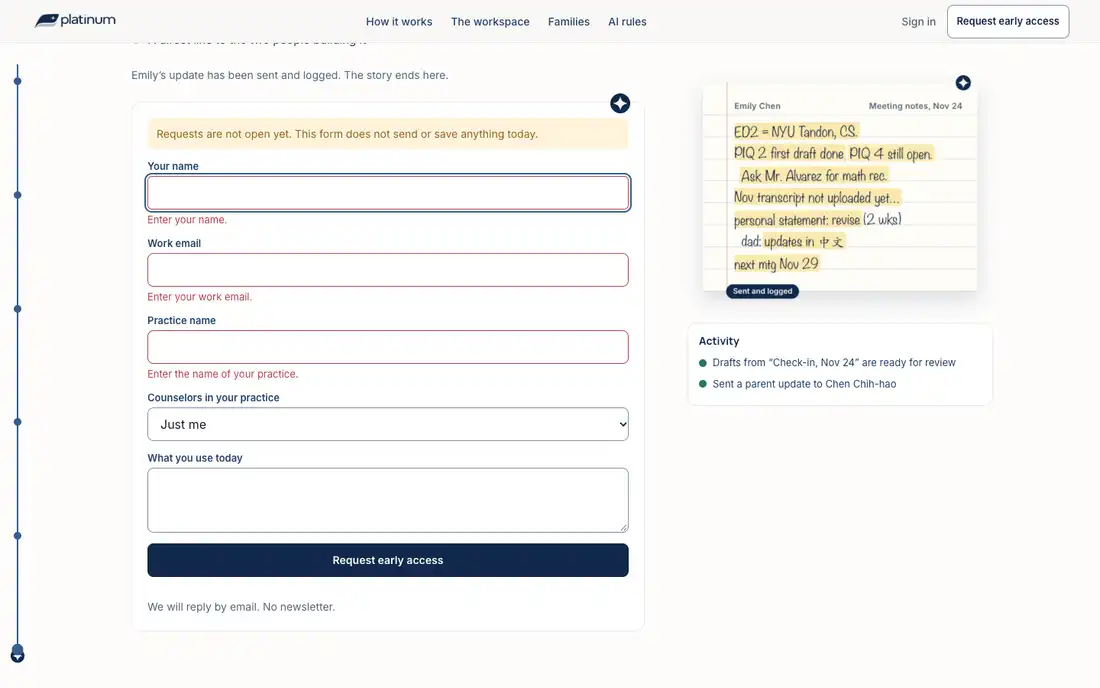 platinum
How it works
The workspace
Families
AI rules
Sign in
Request early access
Emily’s update has been sent and logged. The story ends here.
Requests are not open yet. This form does not send or save anything today.
Your name
Enter your name.
Work email
Enter your work email.
Practice name
Enter the name of your practice.
Counselors in your practice
Just me
What you use today
Request early access
We will reply by email. No newsletter.
Emily Chen
Meeting notes, Nov 24
ED2 = NYU Tandon, CS.
PIQ 2 first draft done. PIQ 4 still open.
Ask Mr. Alvarez for math rec.
Nov transcript not uploaded yet...
personal statement: revise (2 wks)
dad: updates in 中文
next mtg Nov 29
Sent and logged
Activity
Drafts from “Check-in, Nov 24” are ready for review
Sent a parent update to Chen Chih-hao